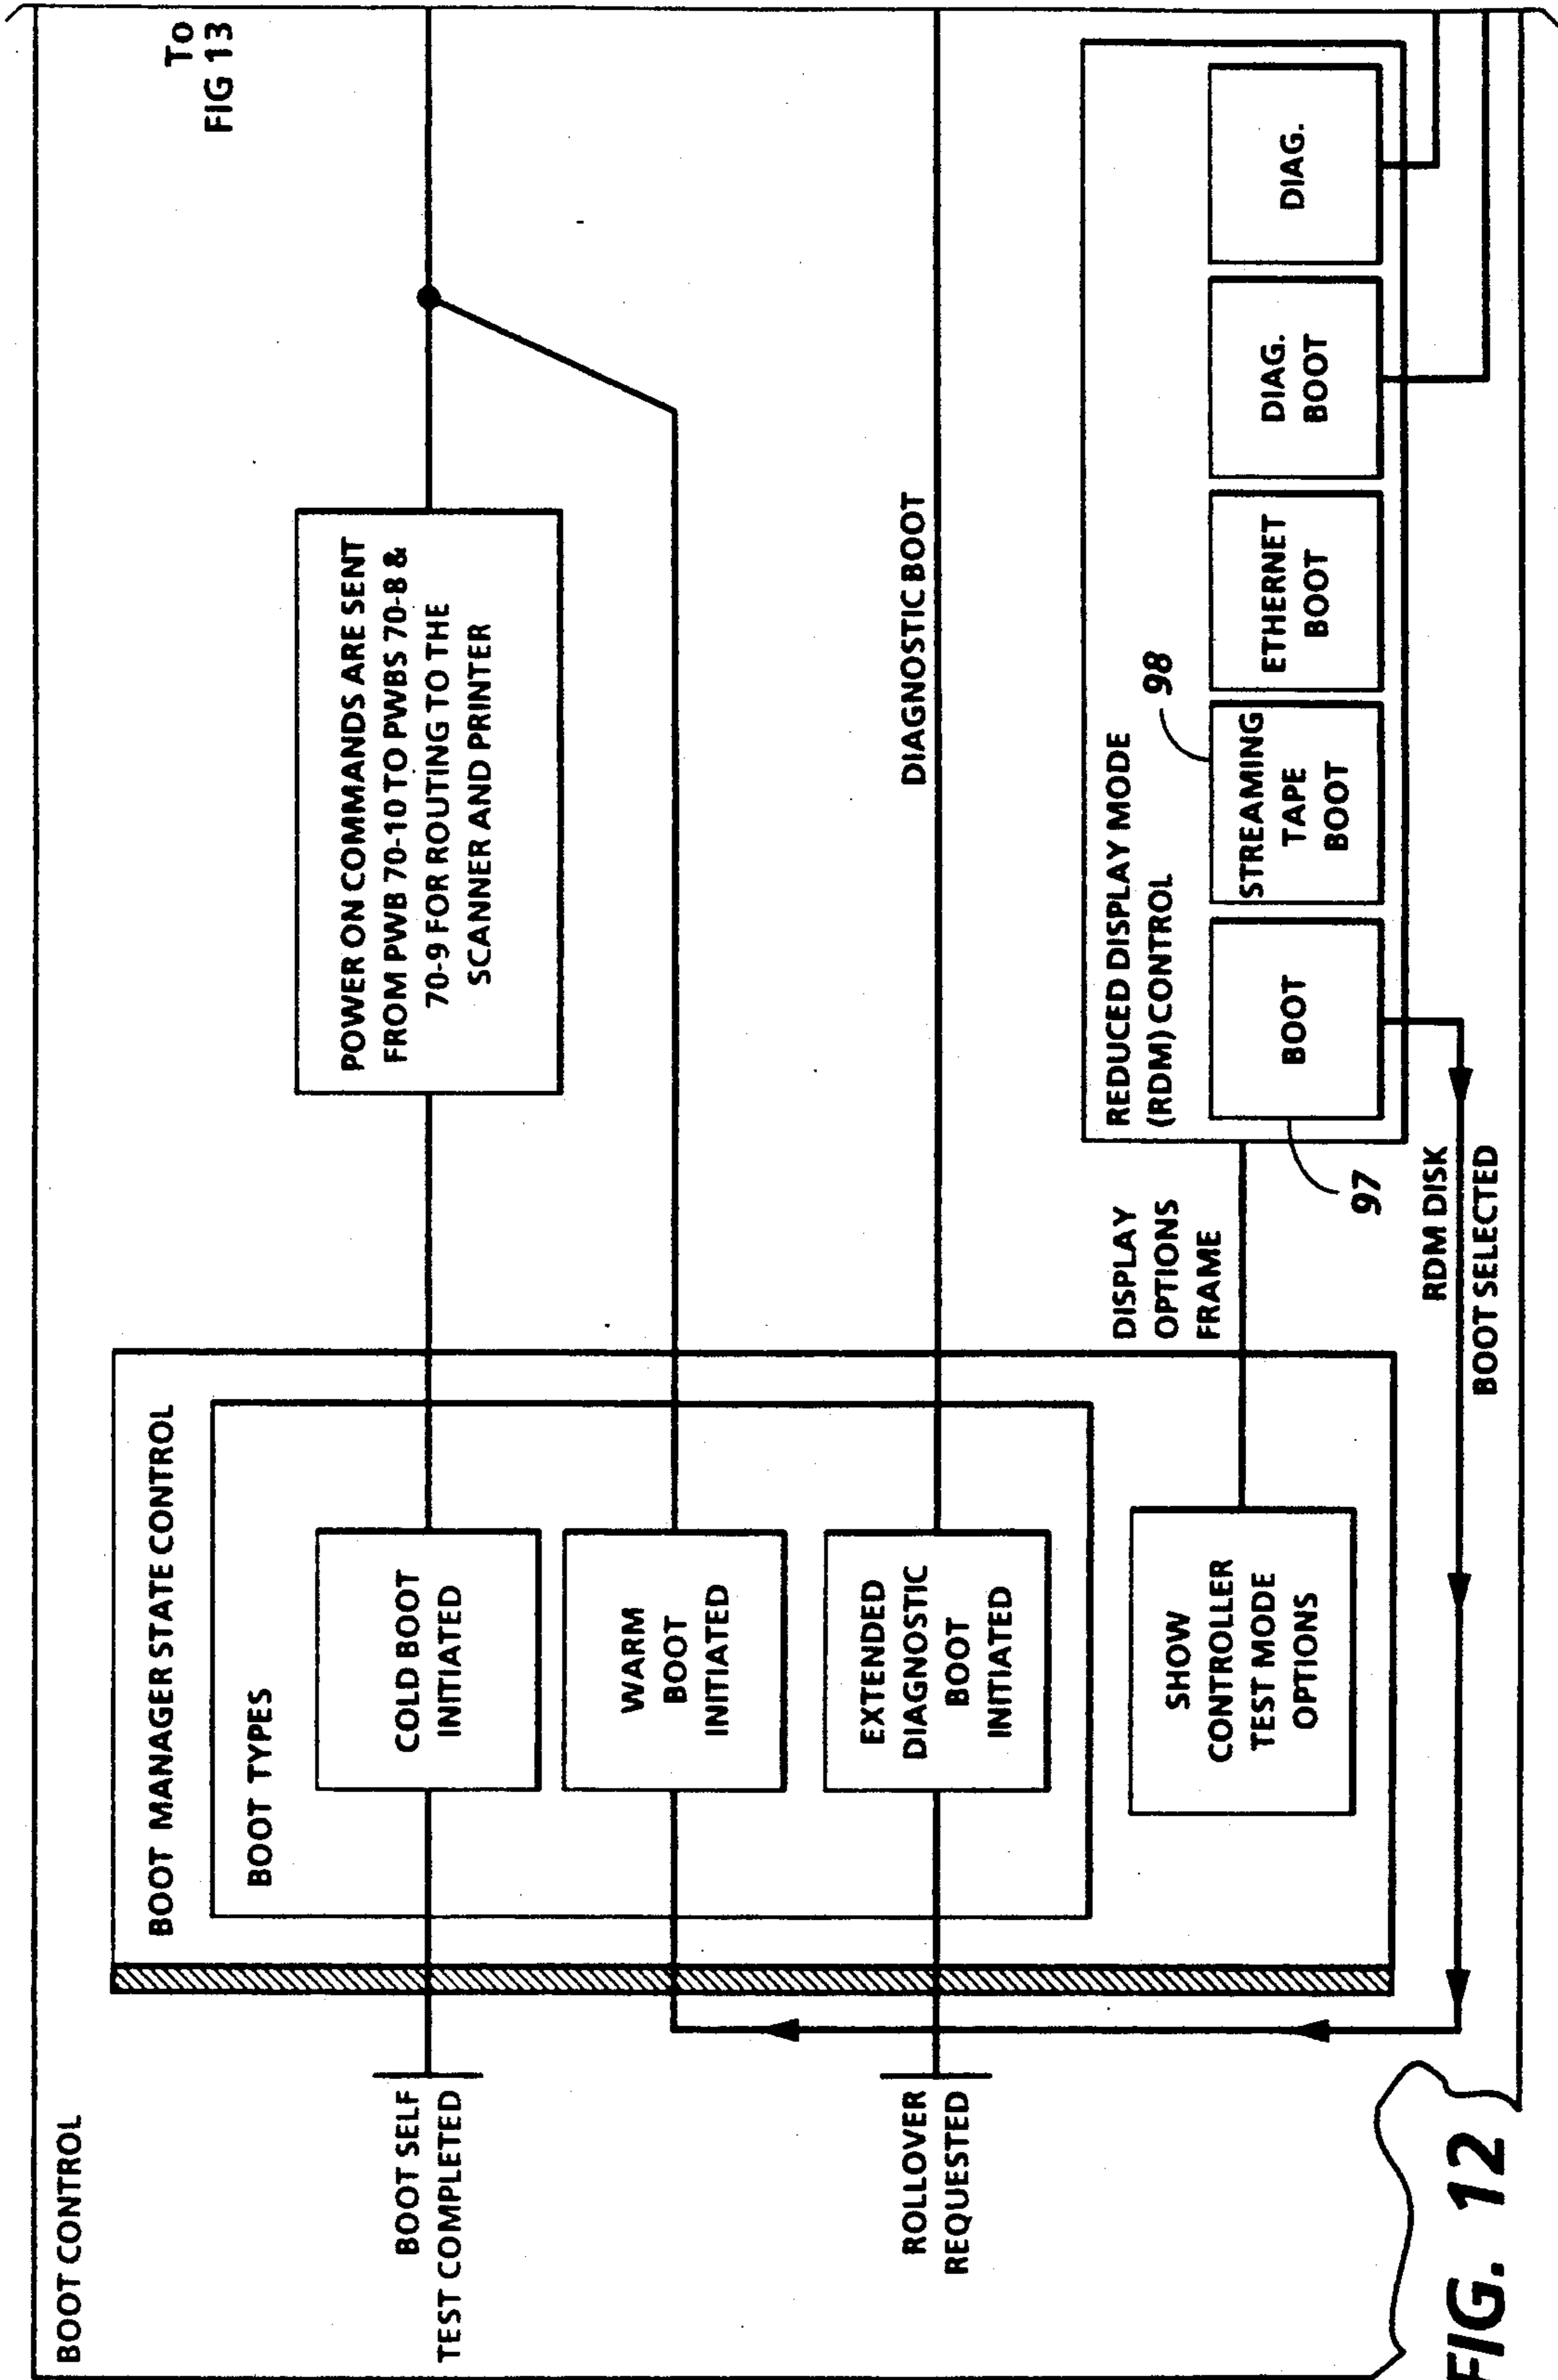 BOOT CONTROL
To
FIG 13
BOOT MANAGER STATE CONTROL
BOOT TYPES
BOOT SELF
TEST COMPLETED
COLD BOOT
INITIATED
POWER ON COMMANDS ARE SENT
FROM PWB 70-10 TO PWBS 70-8 &
70-9 FOR ROUTING TO THE
SCANNER AND PRINTER
WARM
BOOT
INITIATED
ROLLOVER
REQUESTED
EXTENDED
DIAGNOSTIC
BOOT
INITIATED
DIAGNOSTIC BOOT
SHOW
CONTROLLER
TEST MODE
OPTIONS
DISPLAY
OPTIONS
FRAME
REDUCED DISPLAY MODE
(RDM) CONTROL
98
BOOT
STREAMING
TAPE
BOOT
ETHERNET
BOOT
DIAG.
BOOT
DIAG.
97
RDM DISK
BOOT SELECTED
FIG. 12